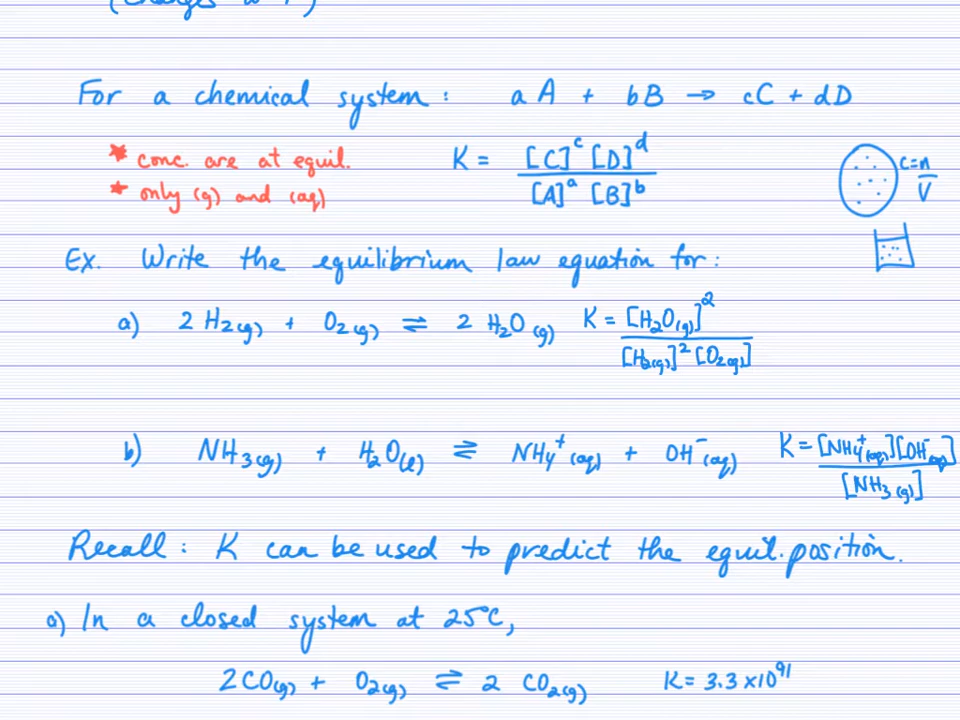 For a chemical system: aA + bB → cC + dD
* conc. are at equil.
* only (g) and (aq)
K = [C]^c [D]^d / [A]^a [B]^b
C = n/V
Ex. Write the equilibrium law equation for:
a) 2 H₂(g) + O₂(g) ⇌ 2 H₂O(g) K = [H₂O(g)]² / [H₂(g)]² [O₂(g)]
b) NH₃(g) + H₂O(l) ⇌ NH₄⁺(aq) + OH⁻(aq) K = [NH₄⁺(aq)][OH⁻(aq)] / [NH₃(g)]
Recall: K can be used to predict the equil. position.
a) In a closed system at 25°C,
2CO(g) + O₂(g) ⇌ 2 CO₂(g) K = 3.3 x10⁹¹